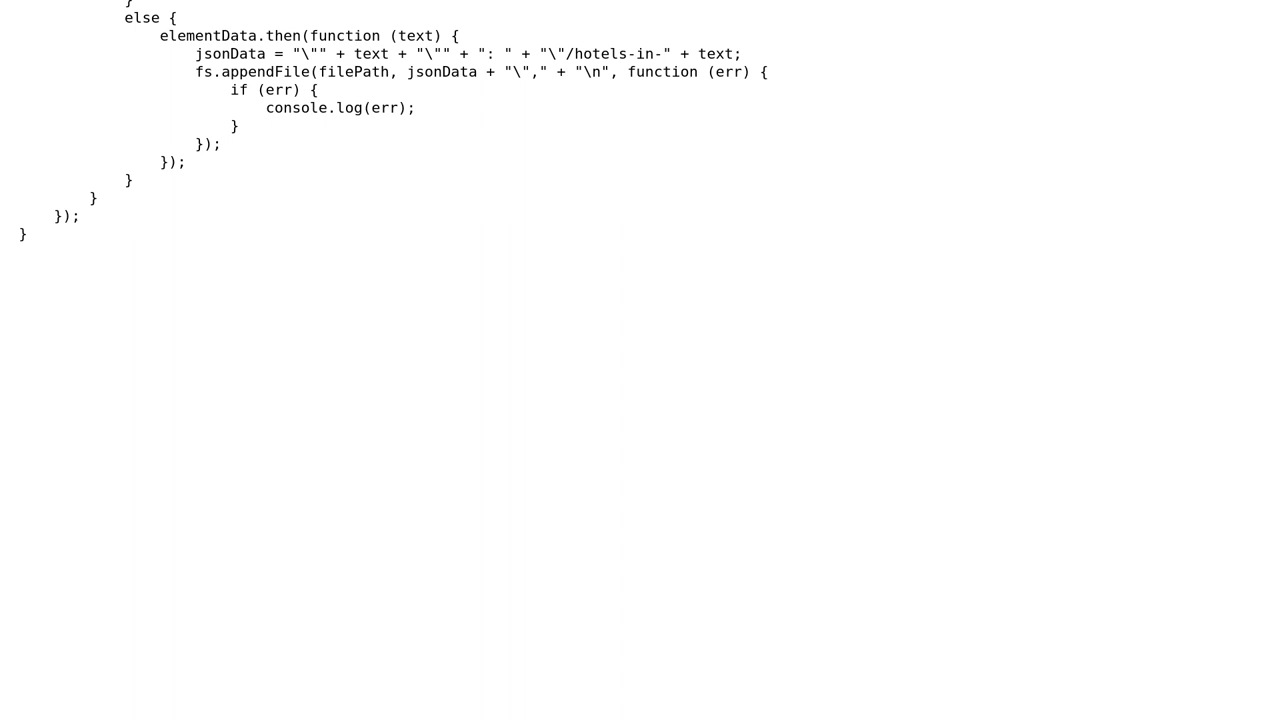 }
else {
elementData.then(function (text) {
jsonData = "\"" + text + "\"" + ": " + "\"/hotels-in-" + text;
fs.appendFile(filePath, jsonData + "\"," + "\n", function (err) {
if (err) {
console.log(err);
}
});
});
}
}
});
}